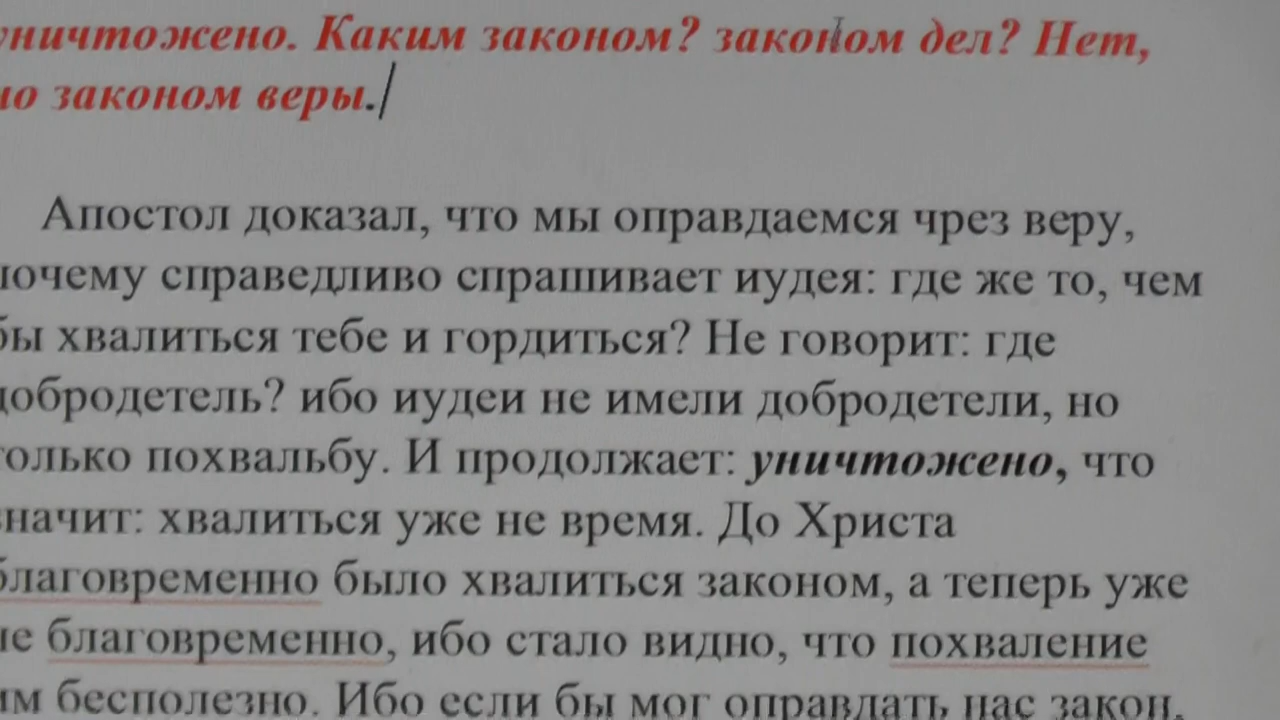 уничтожено. Каким законом? законом дел? Нет,
но законом веры.
Апостол доказал, что мы оправдаемся чрез веру,
почему справедливо спрашивает иудея: где же то, чем
бы хвалиться тебе и гордиться? Не говорит: где
добродетель? ибо иудеи не имели добродетели, но
только похвальбу. И продолжает: уничтожено, что
значит: хвалиться уже не время. До Христа
благовременно было хвалиться законом, а теперь уже
не благовременно, ибо стало видно, что похваление
им бесполезно. Ибо если бы мог оправдать нас закон,